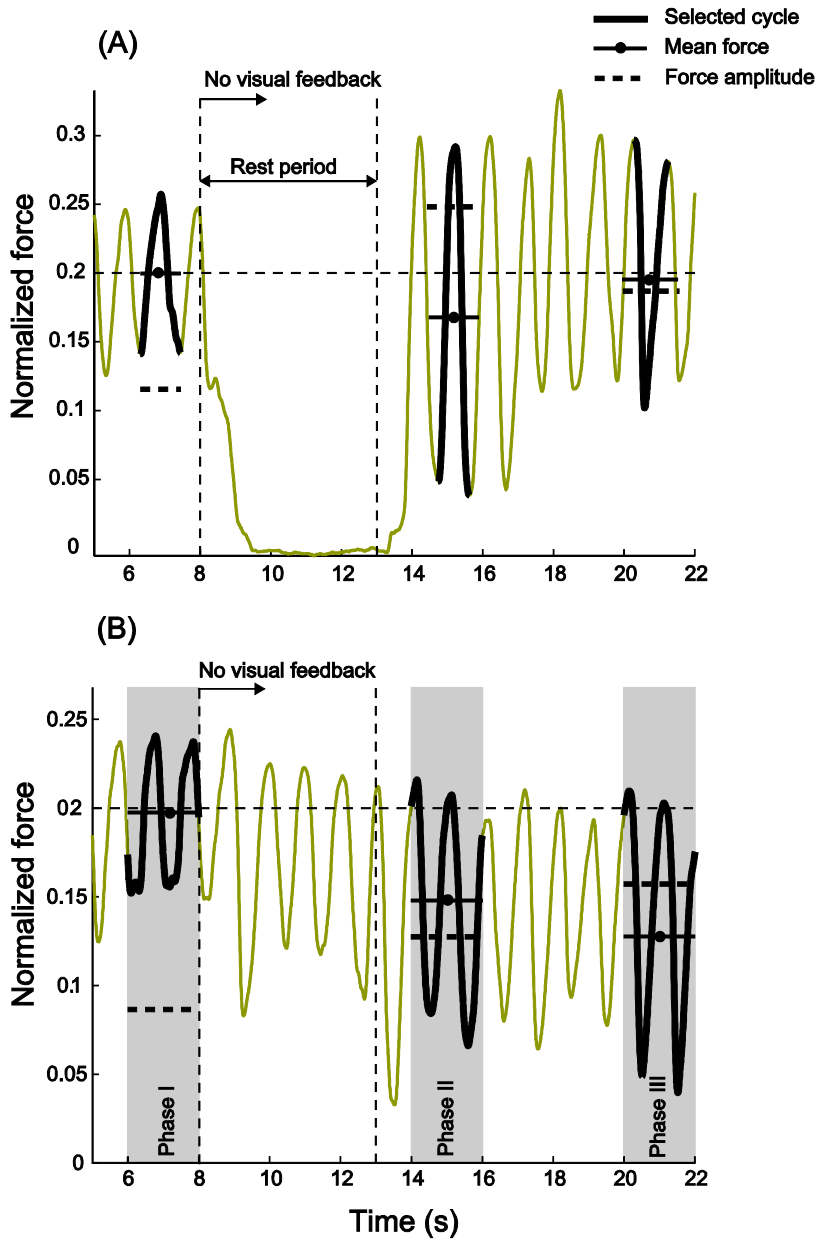 (A)
Selected cycle
Mean force
Force amplitude
No visual feedback
Rest period
Normalized force
0.3
0.25
0.2
0.15
0.1
0.05
0
6 8 10 12 14 16 18 20 22
(B)
No visual feedback
Normalized force
0.25
0.2
0.15
0.1
0.05
0
Phase I
Phase II
Phase III
6 8 10 12 14 16 18 20 22
Time (s)